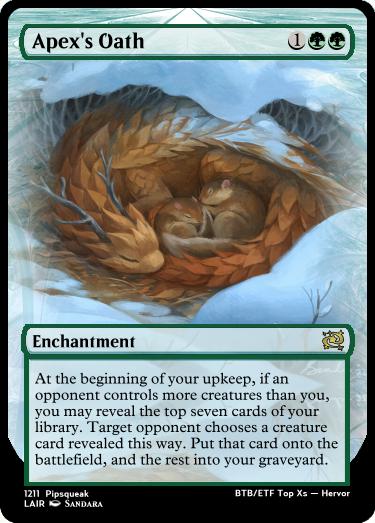 Apex's Oath 1
Enchantment
At the beginning of your upkeep, if an
opponent controls more creatures than you,
you may reveal the top seven cards of your
library. Target opponent chooses a creature
card revealed this way. Put that card onto the
battlefield, and the rest into your graveyard.
1211 Pipsqueak BTB/ETF Top Xs — Hervor
LAIR SANDARA